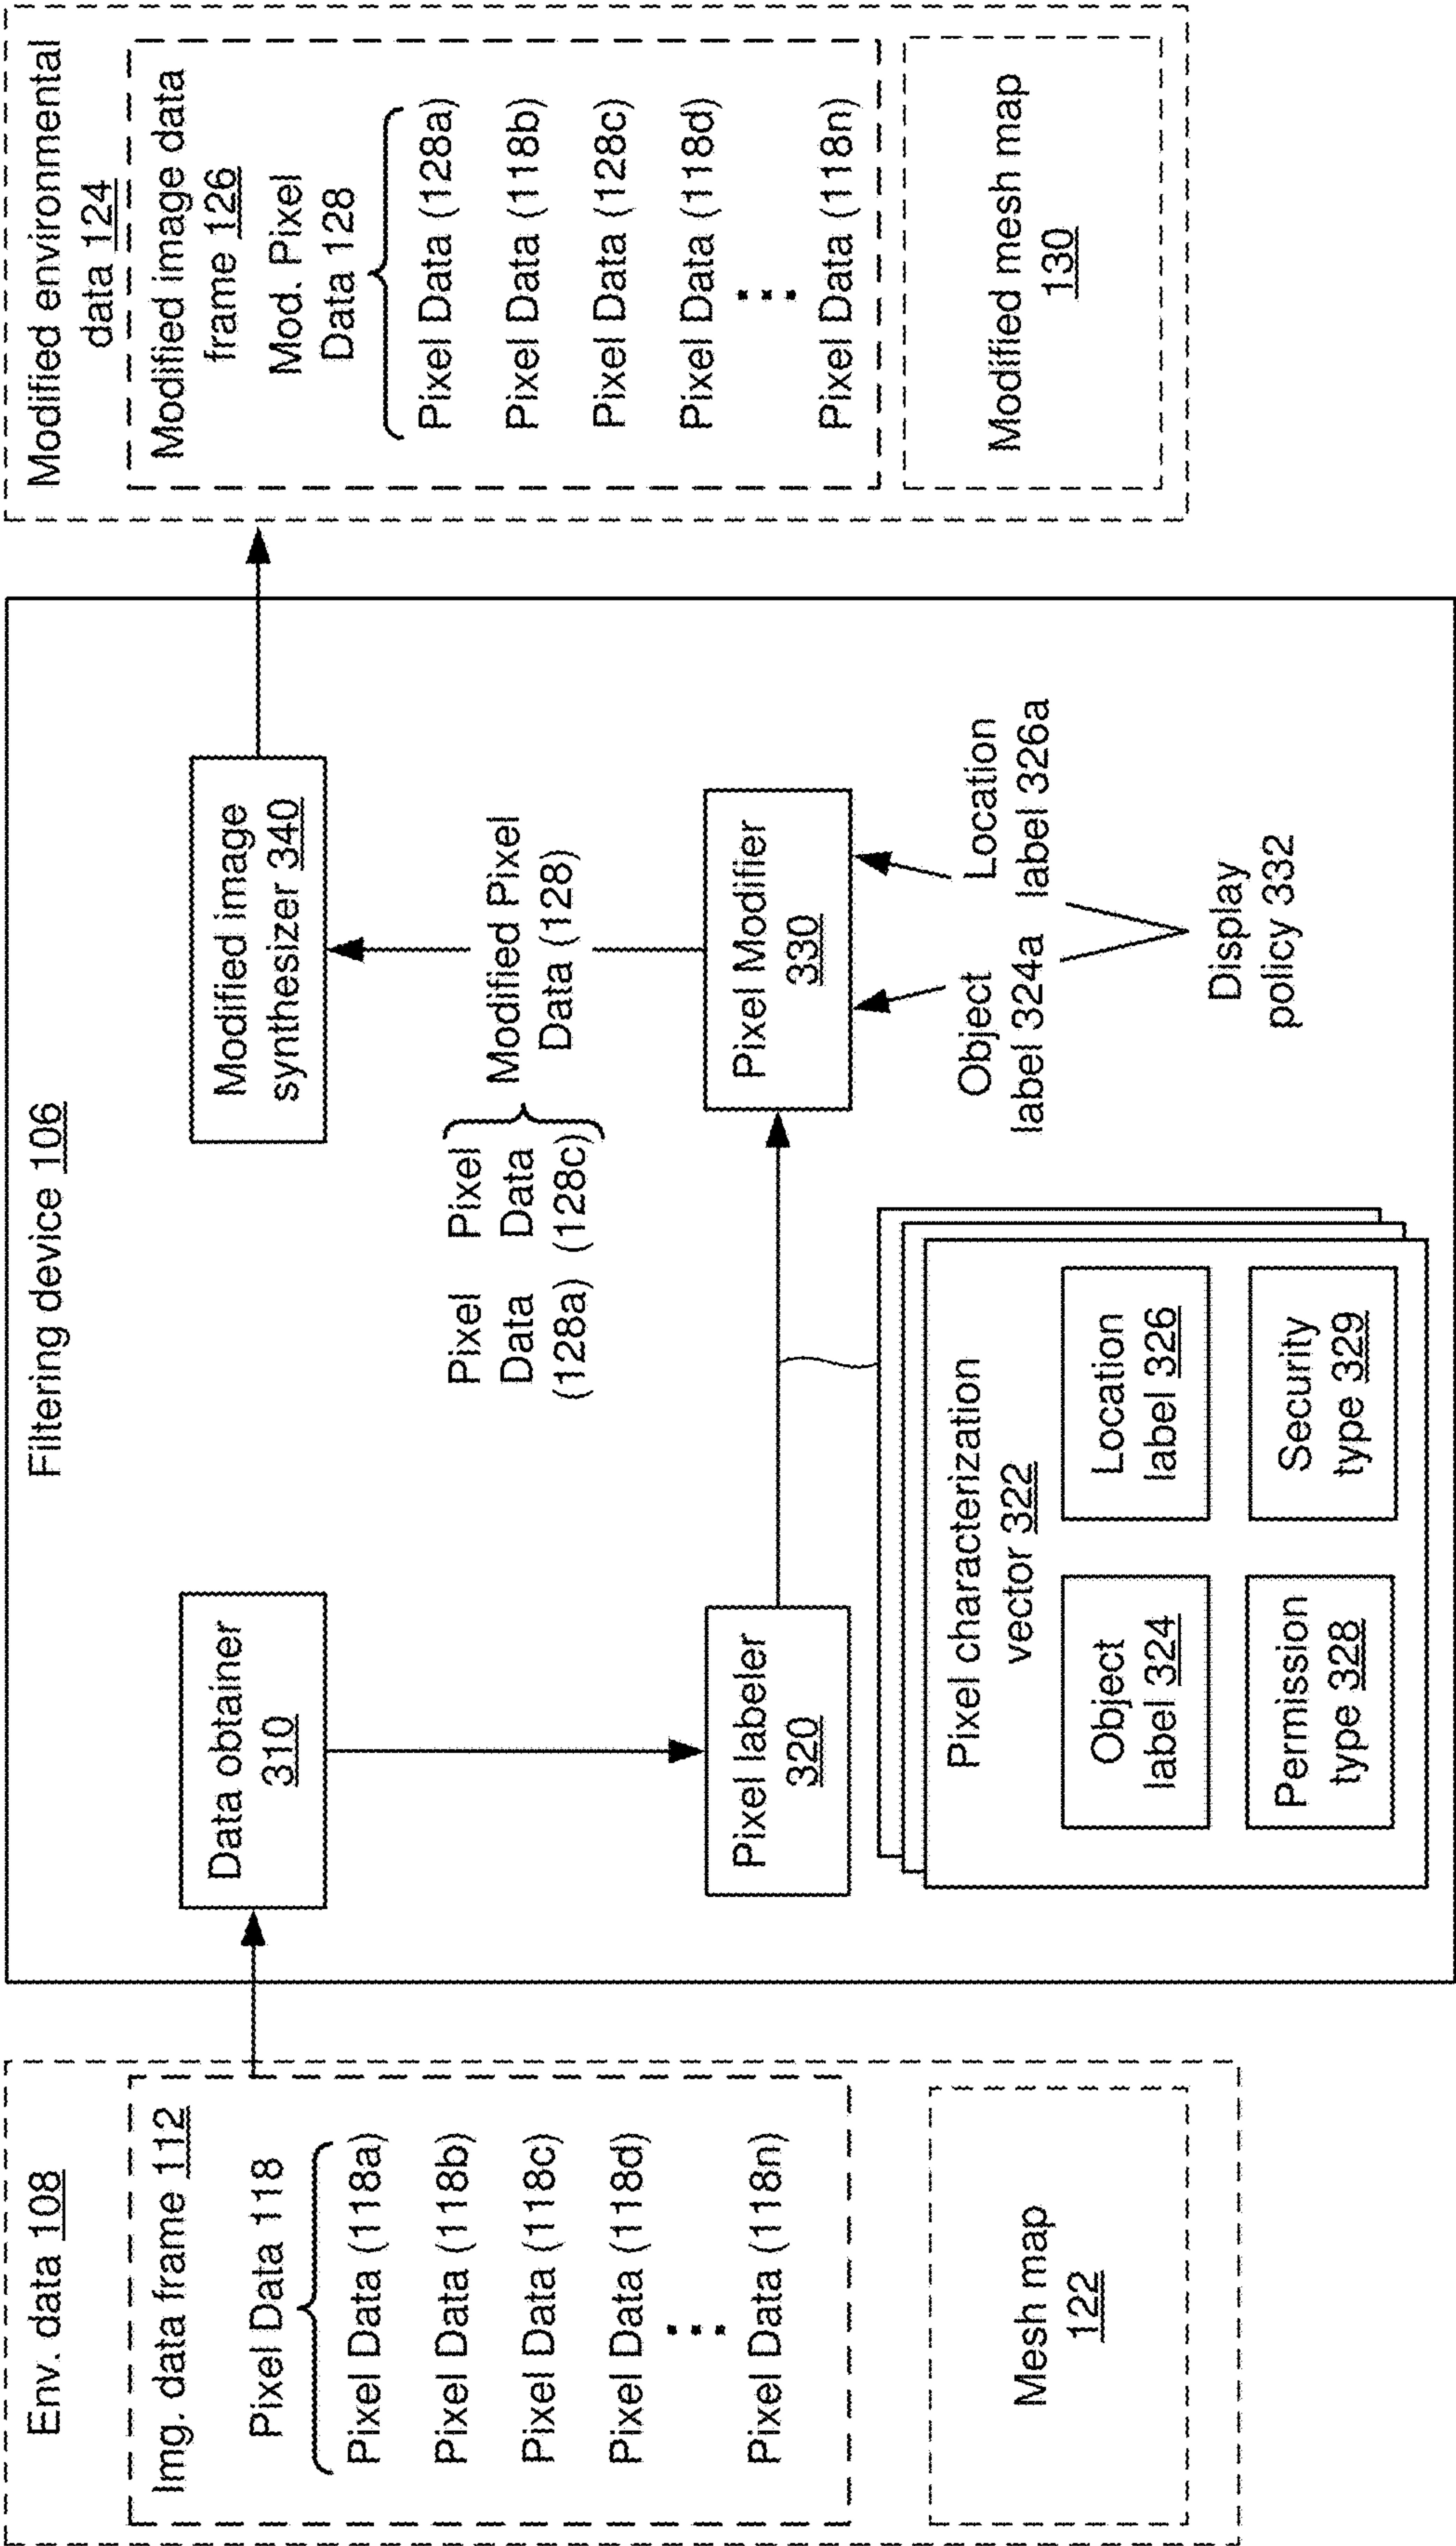 Env. data 108
Img. data frame 112
Pixel Data 118
Pixel Data (118a)
Pixel Data (118b)
Pixel Data (118c)
Pixel Data (118d)
Pixel Data (118n)
Mesh map
122
Filtering device 106
Data obtainer
310
Pixel labeler
320
Pixel characterization
vector 322
Object
label 324
Location
label 326
Permission
type 328
Security
type 329
Modified image
synthesizer 340
Pixel
Data
(128a)
Pixel
Data
(128c)
Modified Pixel
Data (128)
Pixel Modifier
330
Object
label 324a
Location
label 326a
Display
policy 332
Modified environmental
data 124
Modified image data
frame 126
Mod. Pixel
Data 128
Pixel Data (128a)
Pixel Data (118b)
Pixel Data (128c)
Pixel Data (118d)
Pixel Data (118n)
Modified mesh map
130